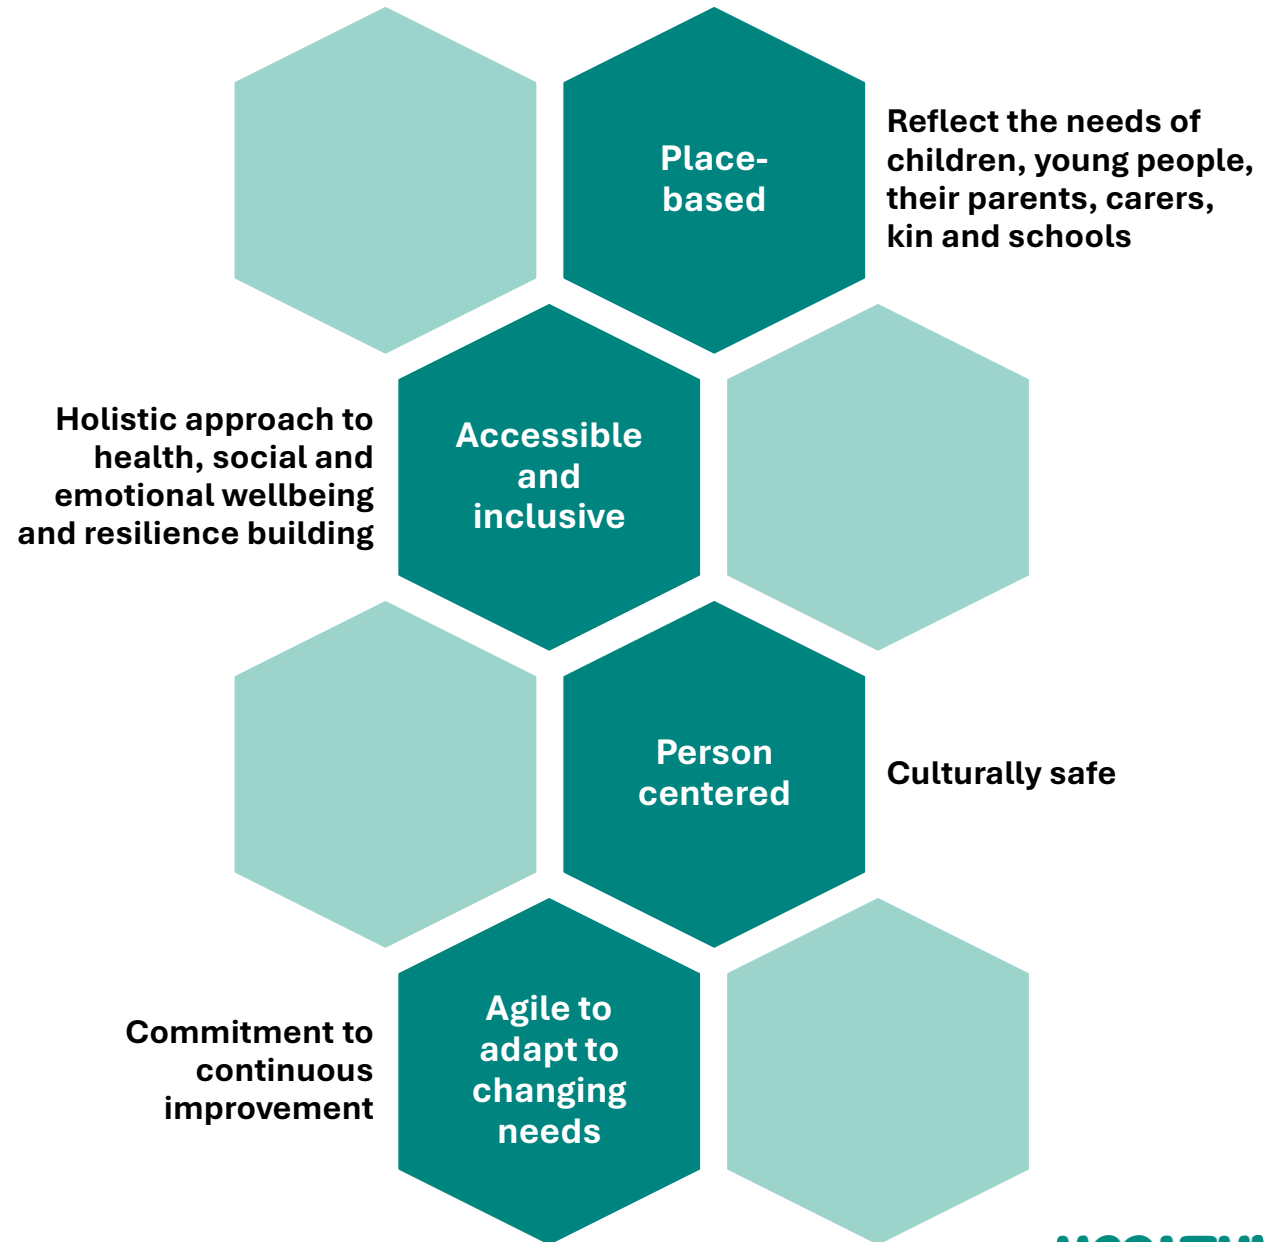 Place-
based
Reflect the needs of
children, young people,
their parents, carers,
kin and schools
Holistic approach to
health, social and
emotional wellbeing
and resilience building
Accessible
and
inclusive
Person
centered
Culturally safe
Commitment to
continuous
improvement
Agile to
adapt to
changing
needs